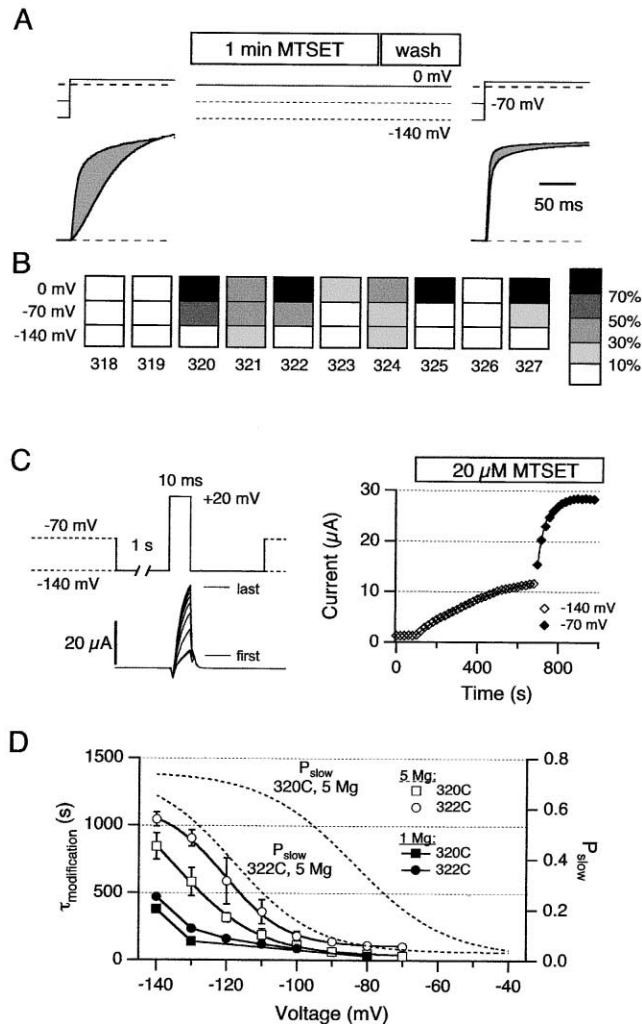 A
1 min MTSET
wash
0 mV
-70 mV
-140 mV
50 ms
B
0 mV
-70 mV
-140 mV
318 319 320 321 322 323 324 325 326 327
70%
50%
30%
10%
C
10 ms
+20 mV
-70 mV
1 s
-140 mV
last
20 µA
first
20 µM MTSET
Current (µA)
30
20
10
0
0 400 800
Time (s)
-140 mV
-70 mV
D
τmodification (s)
1500
1000
500
0
Pslow
320C, 5 Mg
Pslow
322C, 5 Mg
5 Mg:
320C
322C
1 Mg:
320C
322C
0.8
0.6
0.4
0.2
0.0
Pslow
-140 -120 -100 -80 -60 -40
Voltage (mV)